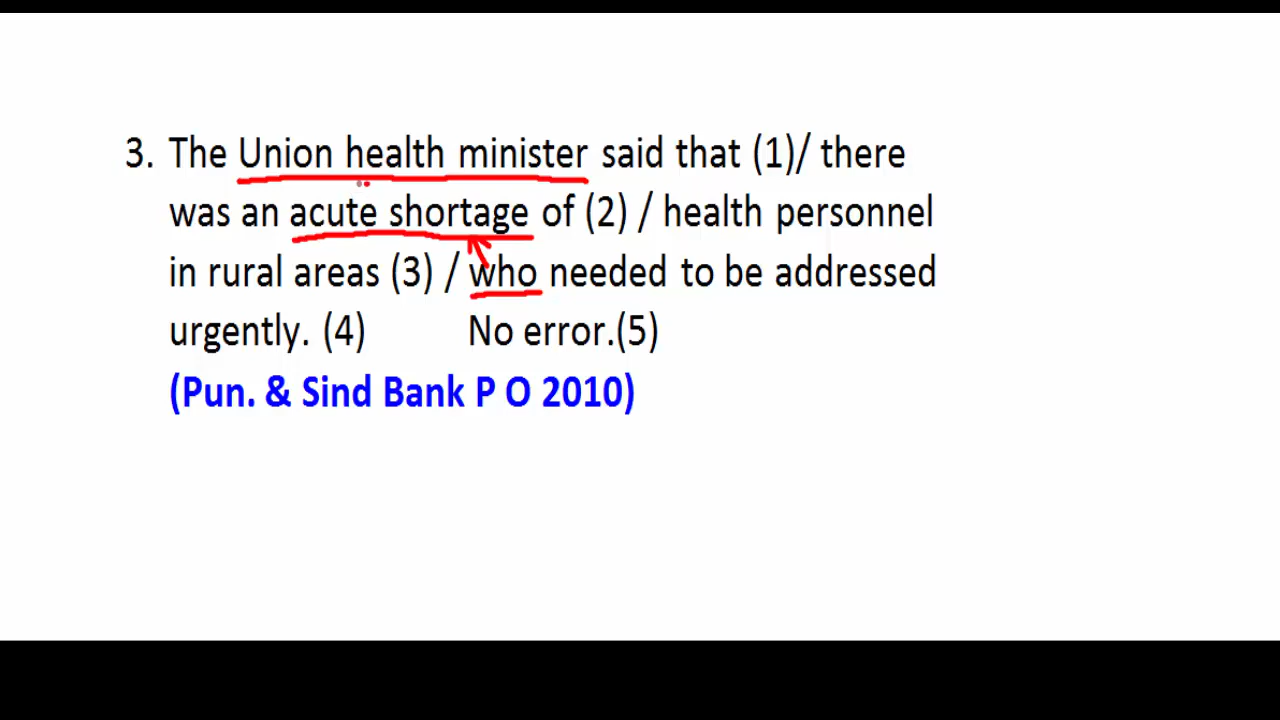 3. The Union health minister said that (1)/ there
was an acute shortage of (2) / health personnel
in rural areas (3) / who needed to be addressed
urgently. (4) No error.(5)
(Pun. & Sind Bank P O 2010)